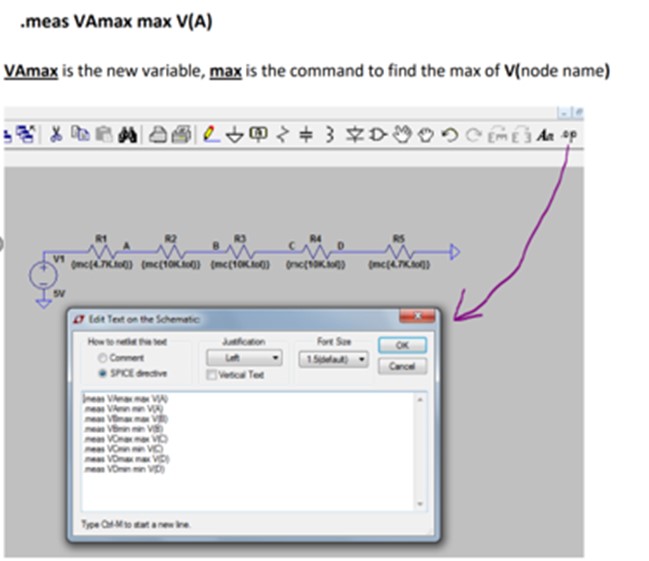 .meas VAmax max V(A)
VAmax is the new variable, max is the command to find the max of V(node name)
Aa .op
R1 A R2 B R3 C R4 D R5
V1 {mc(4.7K,tol)} {mc(10K,tol)} {mc(10K,tol)} {mc(10K,tol)} {mc(4.7K,tol)}
5V
Edit Text on the Schematic:
How to netlist this text
Justification
Font Size
OK
Comment
Left
1.5(default)
SPICE directive
Vertical Text
Cancel
.meas VAmax max V(A)
.meas VAmin min V(A)
.meas VBmax max V(B)
.meas VBmin min V(B)
.meas VCmax max V(C)
.meas VCmin min V(C)
.meas VDmax max V(D)
.meas VDmin min V(D)
Type Ctrl-M to start a new line.